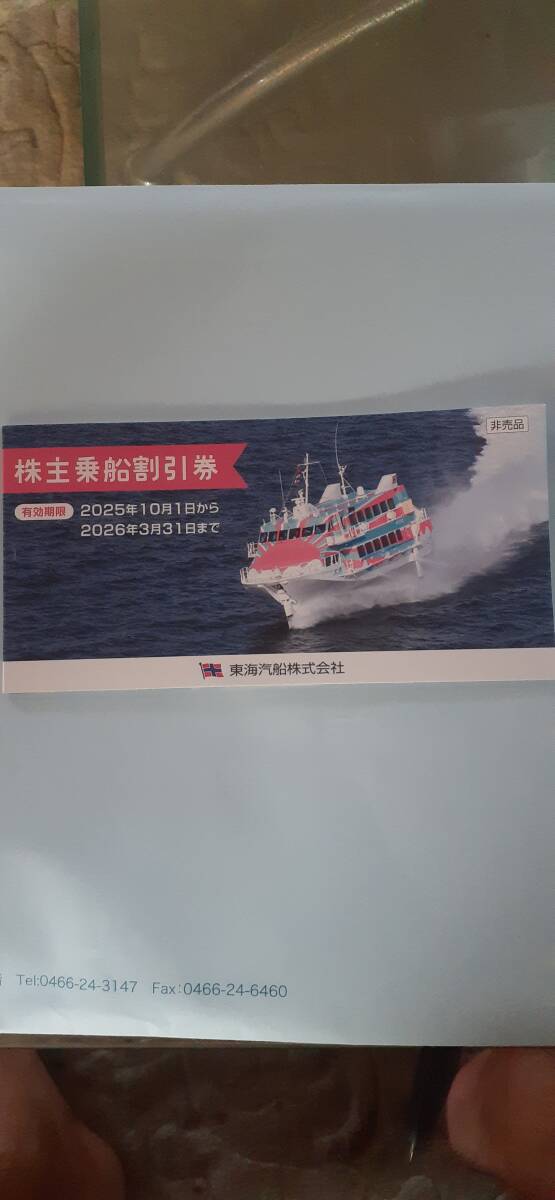 非売品
株主乗船割引券
有効期限 2025年10月1日から
2026年3月31日まで
東海汽船株式会社
Tel:0466-24-3147 Fax:0466-24-6460